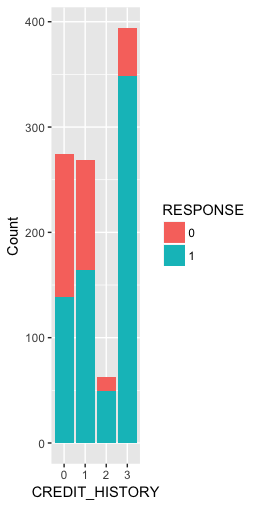 400
300
200
100
0
Count
0 1 2 3
CREDIT_HISTORY
RESPONSE
0
1